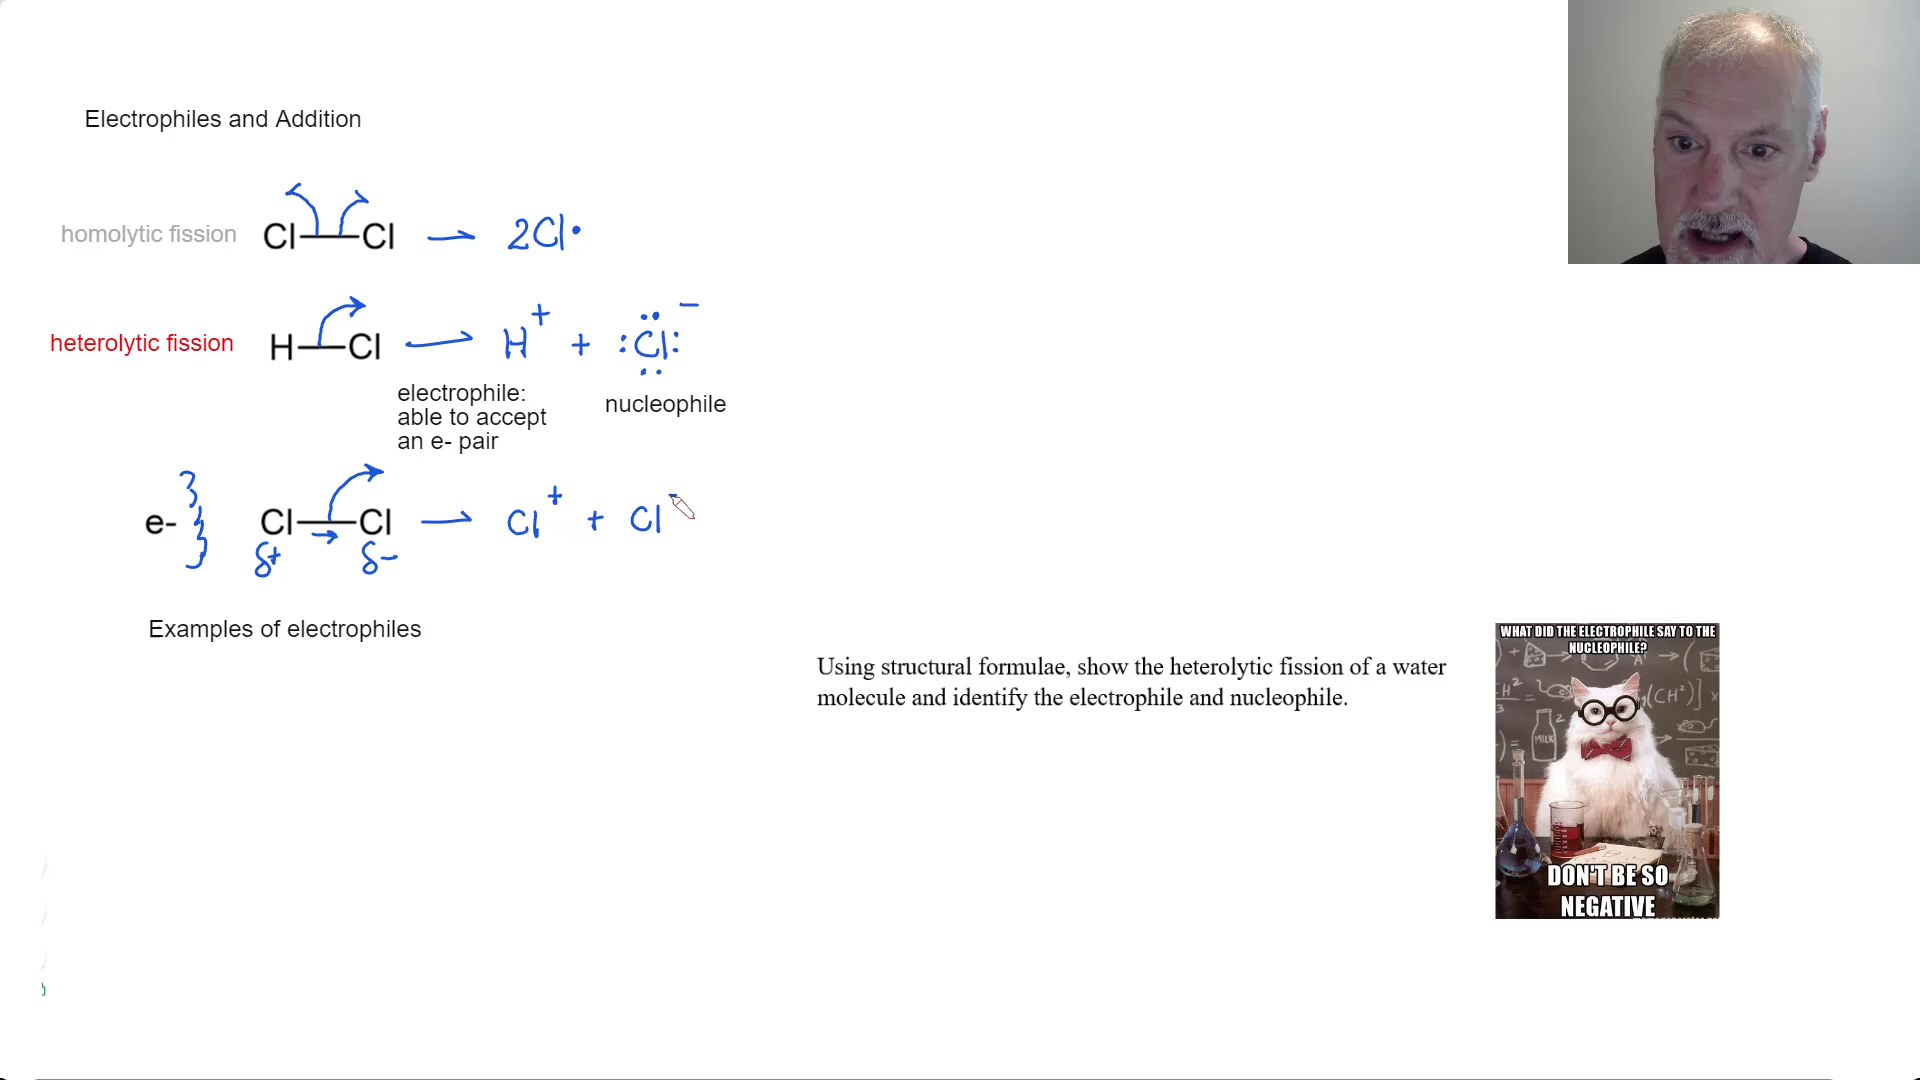 Electrophiles and Addition
homolytic fission Cl—Cl → 2Cl•
heterolytic fission H—Cl → H+ + :Cl:-
electrophile:
able to accept
an e- pair
nucleophile
e- Cl—Cl → Cl+ + Cl-
δ+ δ-
Examples of electrophiles
Using structural formulae, show the heterolytic fission of a water
molecule and identify the electrophile and nucleophile.
WHAT DID THE ELECTROPHILE SAY TO THE
NUCLEOPHILE?
MILK
DON'T BE SO
NEGATIVE